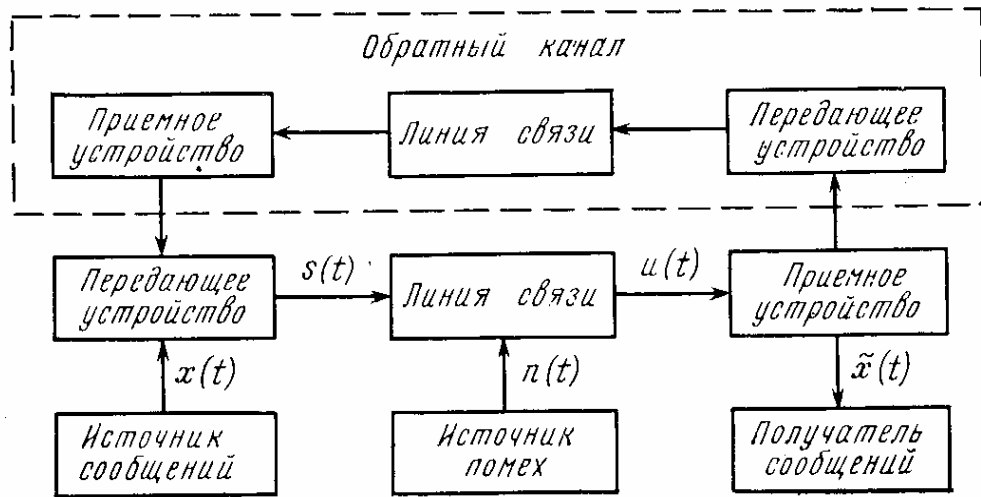 Обратный канал
Приемное
устройство
Линия связи
Передающее
устройство
Передающее
устройство
s(t)
Линия связи
u(t)
Приемное
устройство
x(t)
n(t)
x̃(t)
Источник
сообщений
Источник
помех
Получатель
сообщений